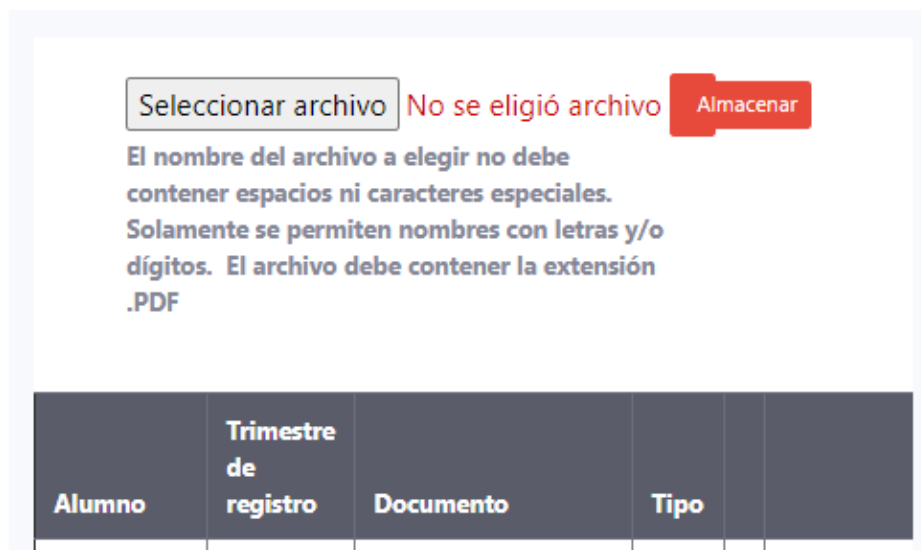 Seleccionar archivo No se eligió archivo Almacenar
El nombre del archivo a elegir no debe
contener espacios ni caracteres especiales.
Solamente se permiten nombres con letras y/o
dígitos. El archivo debe contener la extensión
.PDF
Trimestre
de
Alumno registro Documento Tipo